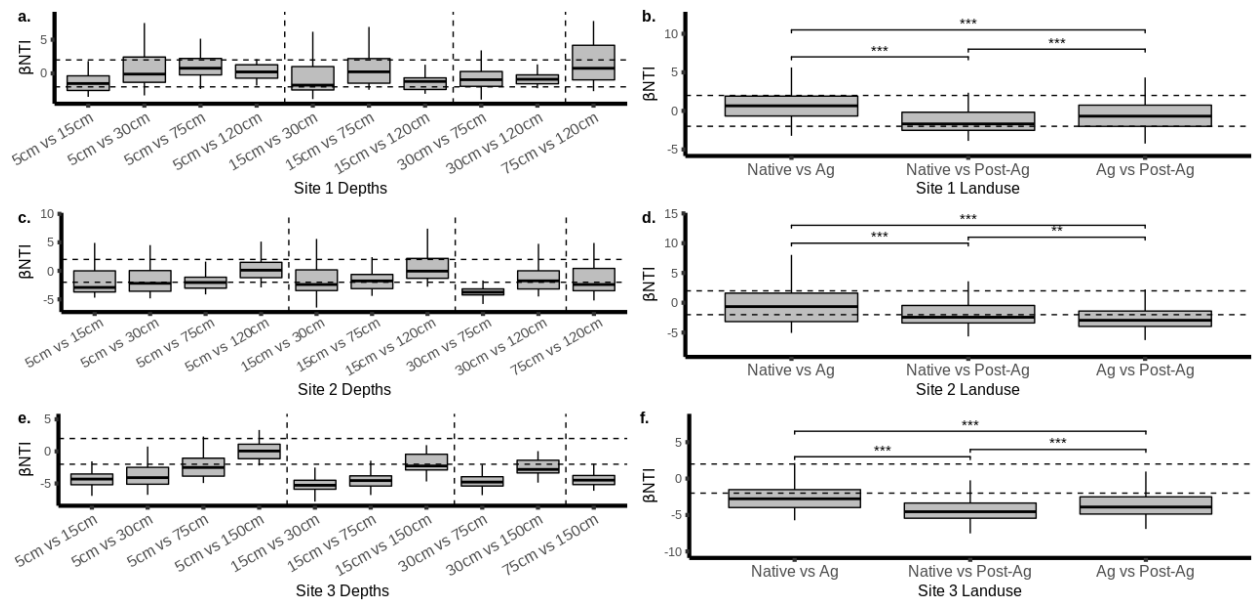 a.
βNTI
5
0
5cm vs 15cm
5cm vs 30cm
5cm vs 75cm
5cm vs 120cm
15cm vs 30cm
15cm vs 75cm
15cm vs 120cm
30cm vs 75cm
30cm vs 120cm
75cm vs 120cm
Site 1 Depths
b.
βNTI
10
5
0
-5
***
***
***
Native vs Ag
Native vs Post-Ag
Ag vs Post-Ag
Site 1 Landuse
c.
βNTI
10
5
0
-5
5cm vs 15cm
5cm vs 30cm
5cm vs 75cm
5cm vs 120cm
15cm vs 30cm
15cm vs 75cm
15cm vs 120cm
30cm vs 75cm
30cm vs 120cm
75cm vs 120cm
Site 2 Depths
d.
βNTI
15
10
5
0
-5
***
***
**
Native vs Ag
Native vs Post-Ag
Ag vs Post-Ag
Site 2 Landuse
e.
βNTI
5
0
-5
5cm vs 15cm
5cm vs 30cm
5cm vs 75cm
5cm vs 150cm
15cm vs 30cm
15cm vs 75cm
15cm vs 150cm
30cm vs 75cm
30cm vs 150cm
75cm vs 150cm
Site 3 Depths
f.
βNTI
5
0
-5
-10
***
***
***
Native vs Ag
Native vs Post-Ag
Ag vs Post-Ag
Site 3 Landuse